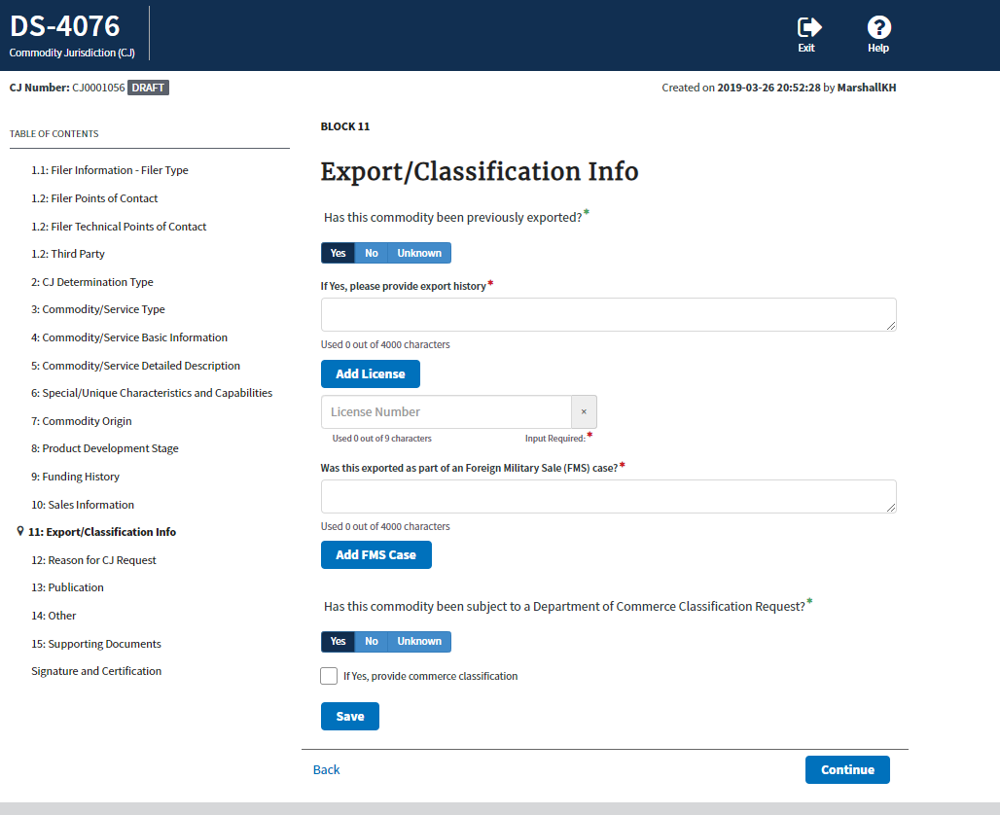 DS-4076
Commodity Jurisdiction (CJ)
Exit
Help
CJ Number: CJ0001056 DRAFT
Created on 2019-03-26 20:52:28 by MarshallKH
TABLE OF CONTENTS
1.1: Filer Information - Filer Type
1.2: Filer Points of Contact
1.2: Filer Technical Points of Contact
1.2: Third Party
2: CJ Determination Type
3: Commodity/Service Type
4: Commodity/Service Basic Information
5: Commodity/Service Detailed Description
6: Special/Unique Characteristics and Capabilities
7: Commodity Origin
8: Product Development Stage
9: Funding History
10: Sales Information
11: Export/Classification Info
12: Reason for CJ Request
13: Publication
14: Other
15: Supporting Documents
Signature and Certification
BLOCK 11
Export/Classification Info
Has this commodity been previously exported?*
Yes No Unknown
If Yes, please provide export history*
Used 0 out of 4000 characters
Add License
License Number ×
Used 0 out of 9 characters Input Required:*
Was this exported as part of an Foreign Military Sale (FMS) case?*
Used 0 out of 4000 characters
Add FMS Case
Has this commodity been subject to a Department of Commerce Classification Request?*
Yes No Unknown
If Yes, provide commerce classification
Save
Back
Continue